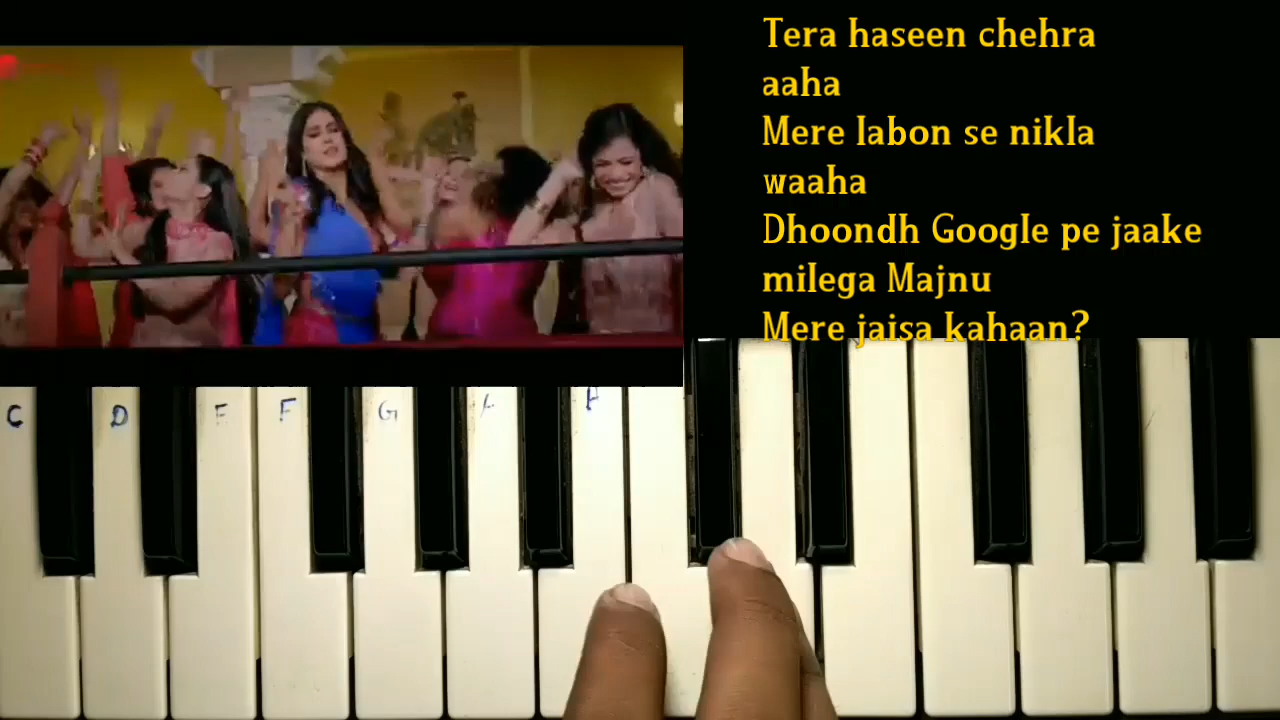 Tera haseen chehra
aaha
Mere labon se nikla
waaha
Dhoondh Google pe jaake
milega Majnu
Mere jaisa kahaan?
C D E F G A B